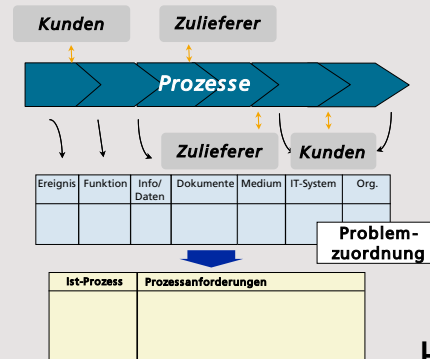 Kunden
Zulieferer
Prozesse
Zulieferer
Kunden
Ereignis Funktion Info/ Dokumente Medium IT-System Org.
Daten
Problem-
zuordnung
Ist-Prozess Prozessanforderungen